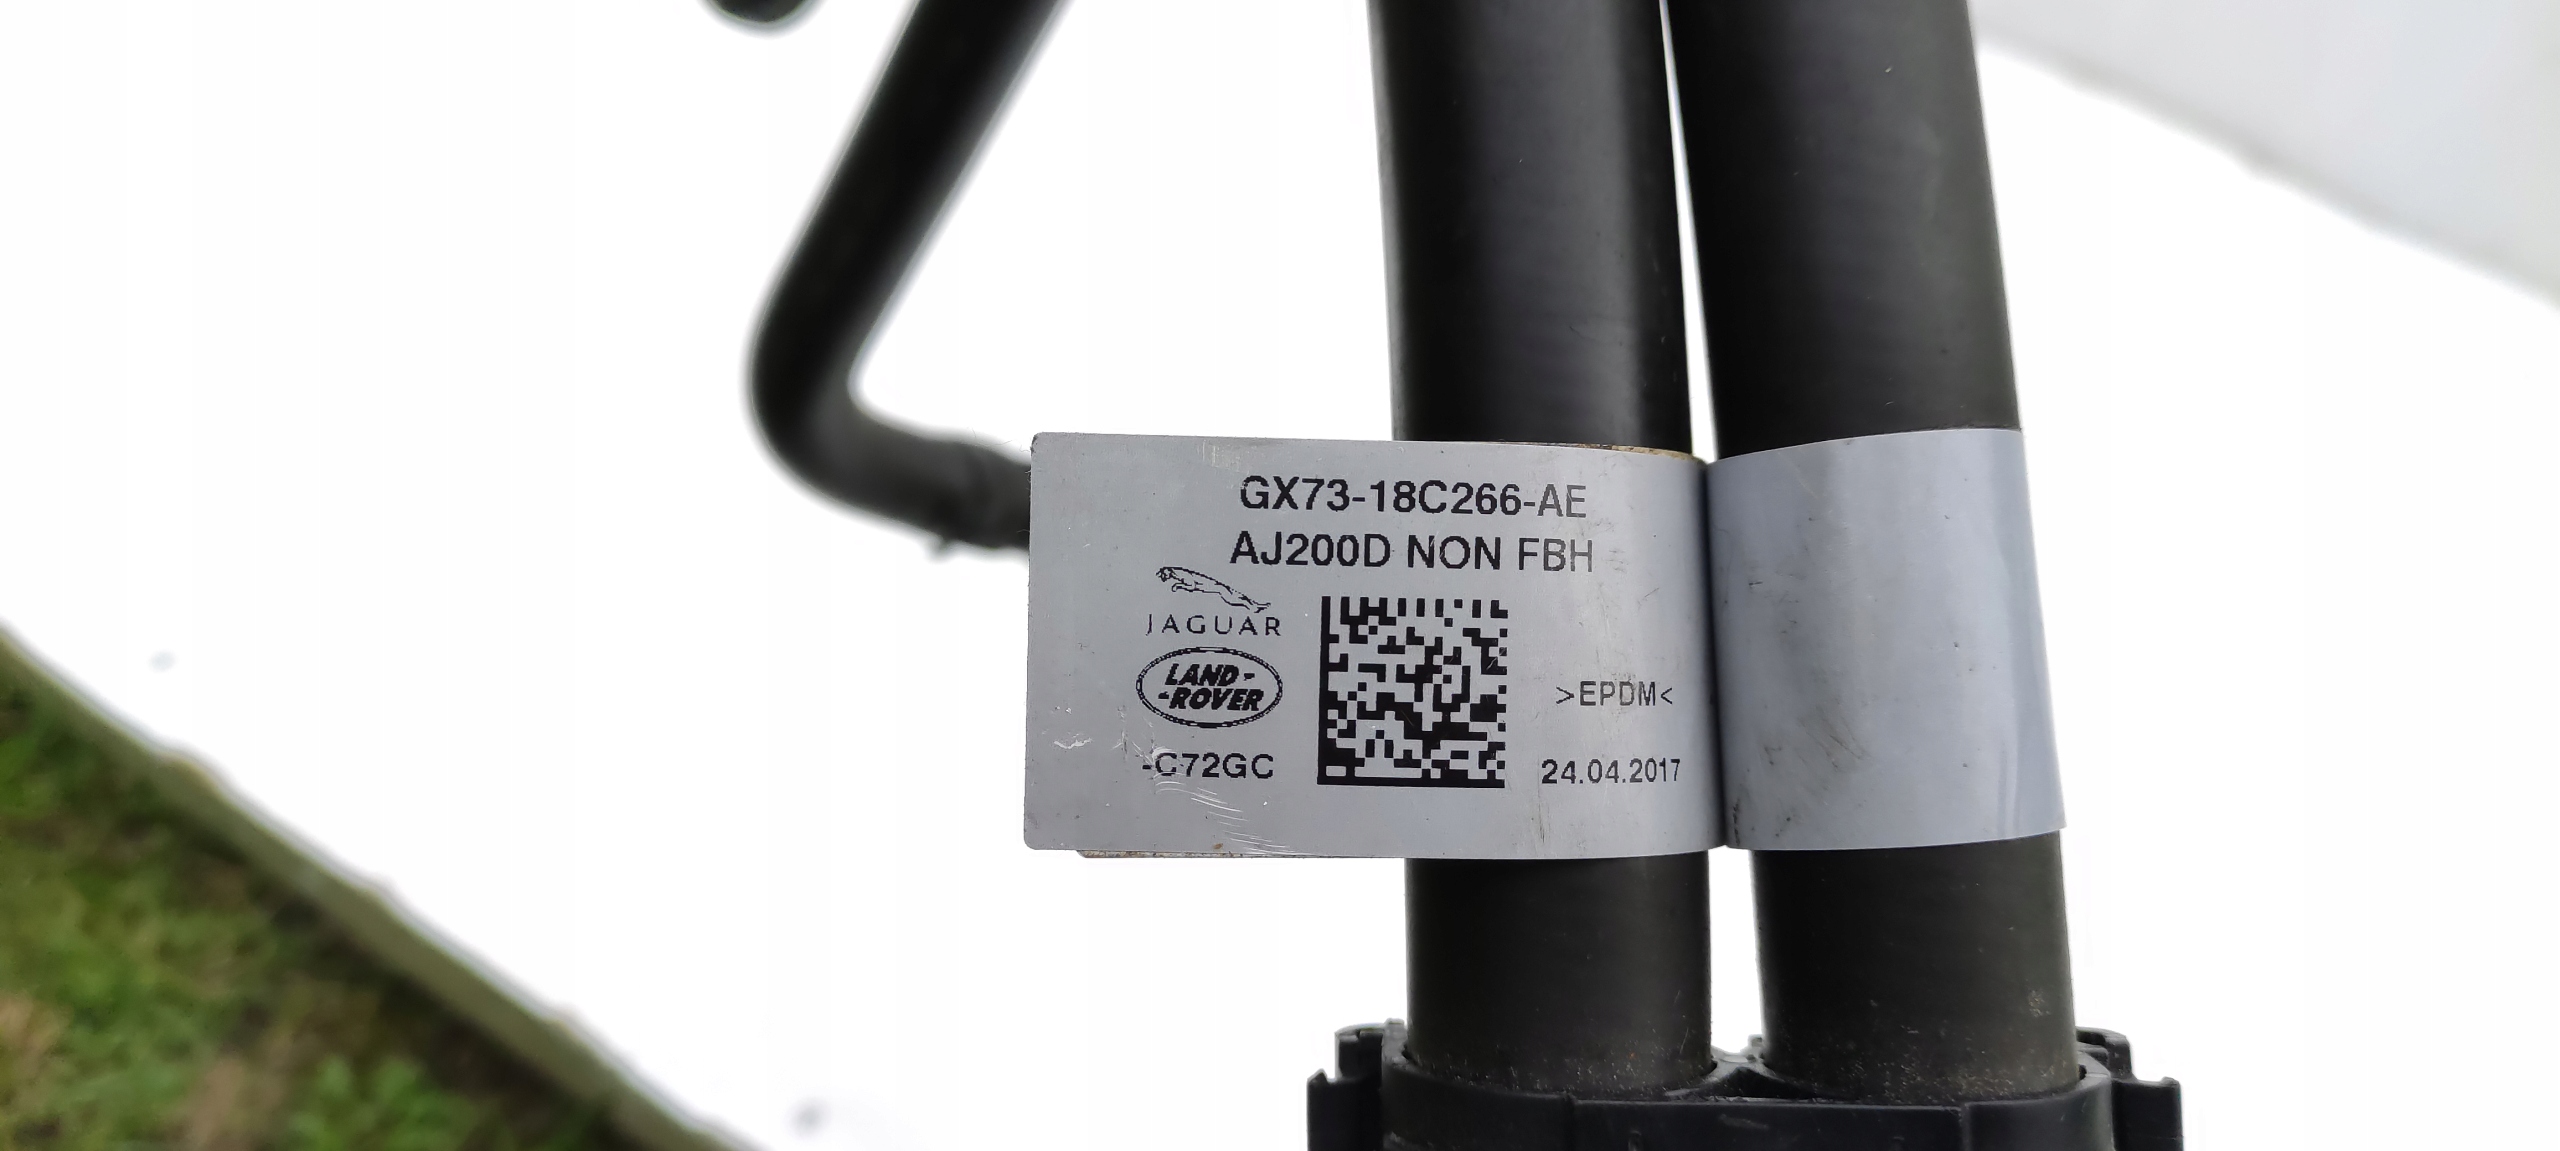 GX73-18C266-AE
AJ200D NON FBH
JAGUAR
LAND-
-ROVER
>EPDM<
-C72GC
24.04.2017